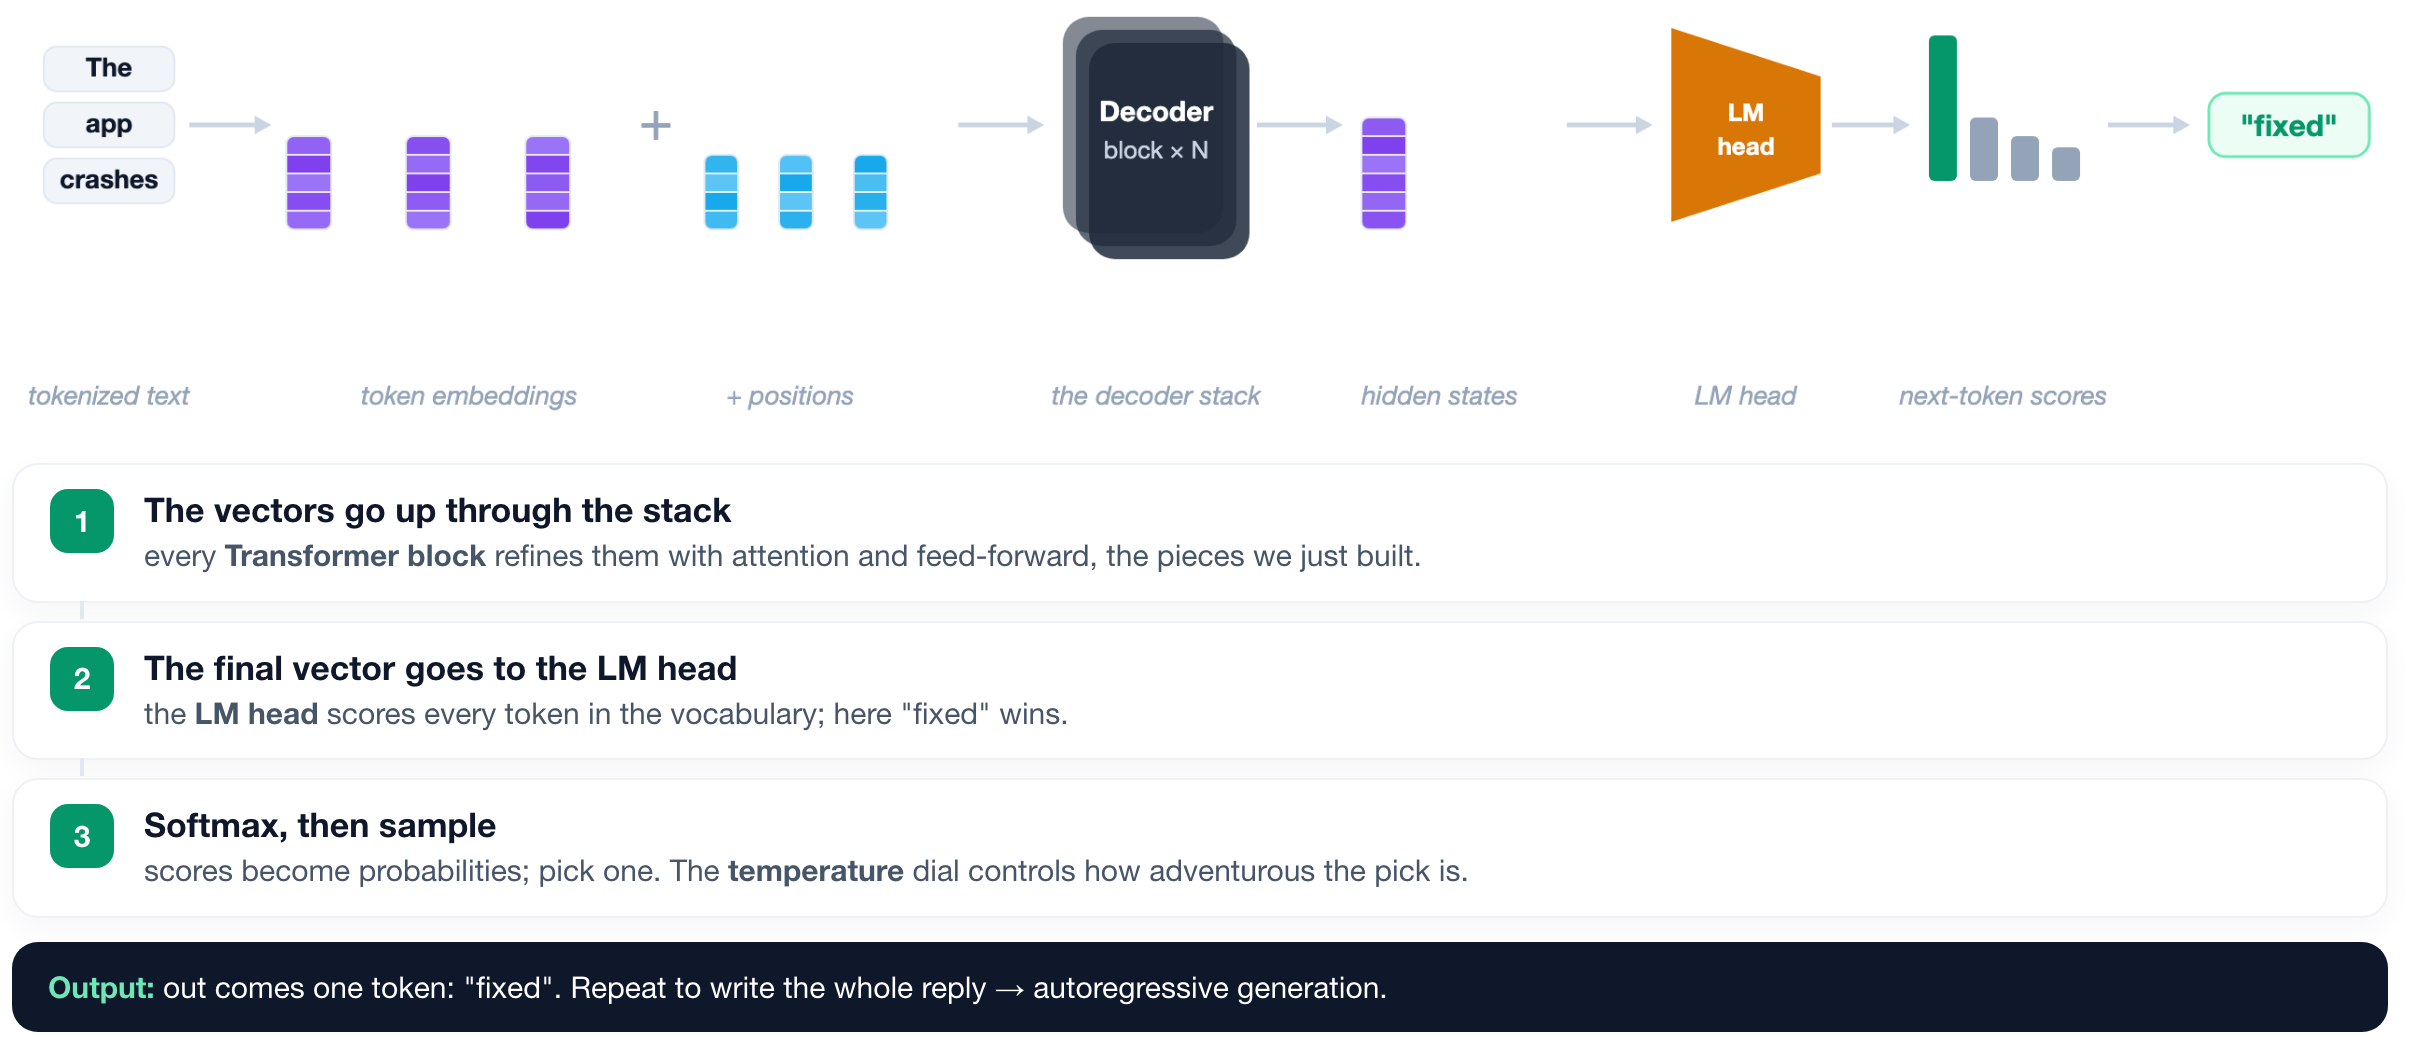 The
app
crashes
+
Decoder
block × N
LM
head
"fixed"
tokenized text
token embeddings
+ positions
the decoder stack
hidden states
LM head
next-token scores
1
The vectors go up through the stack
every Transformer block refines them with attention and feed-forward, the pieces we just built.
2
The final vector goes to the LM head
the LM head scores every token in the vocabulary; here "fixed" wins.
3
Softmax, then sample
scores become probabilities; pick one. The temperature dial controls how adventurous the pick is.
Output: out comes one token: "fixed". Repeat to write the whole reply → autoregressive generation.